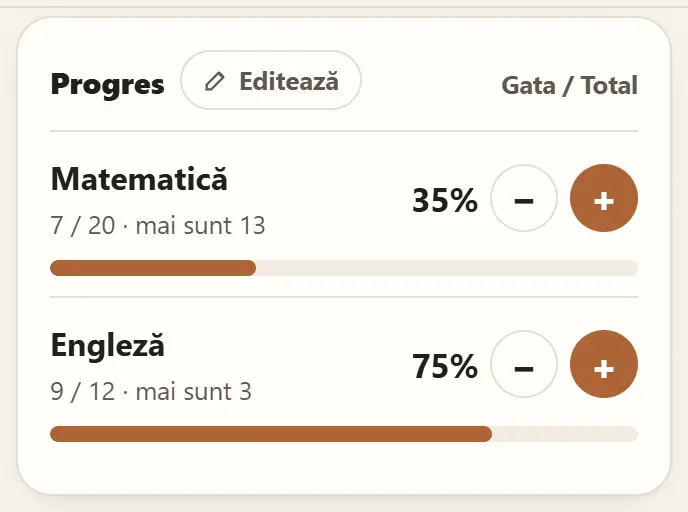 Progres Editează Gata / Total
Matematică
35% − +
7 / 20 · mai sunt 13
Engleză
75% − +
9 / 12 · mai sunt 3